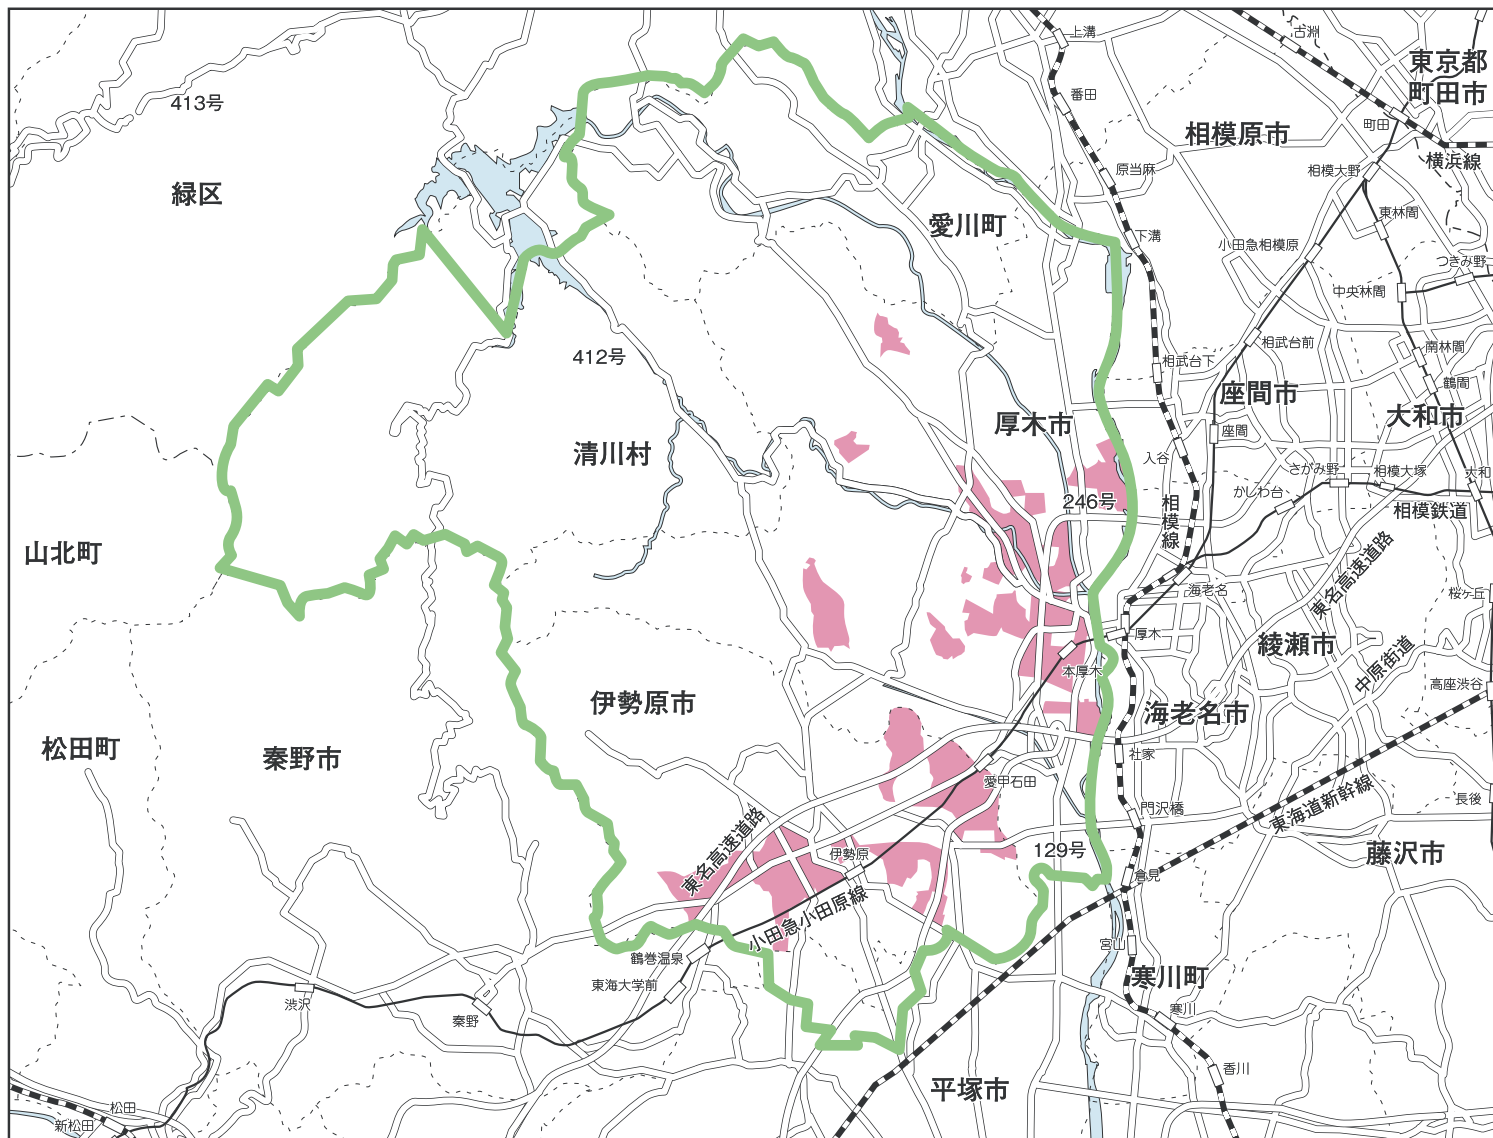 上溝
古淵
東京都
町田市
413号
番田
町田
相模原市
横浜線
原当麻
相模大野
緑区
東林間
愛川町
下溝
小田急相模原
つきみ野
中央林間
相武台前
南林間
412号
相武台下
鶴間
座間市
大和市
厚木市
座間
清川村
入谷
さがみ野
相模大塚
大和
かしわ台
246号
相模線
相模鉄道
山北町
東名高速道路
海老名
桜ヶ丘
厚木
綾瀬市
中原街道
本厚木
高座渋谷
伊勢原市
海老名市
松田町
秦野市
社家
愛甲石田
門沢橋
東海道新幹線
長後
東名高速道路
伊勢原
129号
藤沢市
倉見
小田急小田原線
宮山
鶴巻温泉
寒川町
東海大学前
渋沢
秦野
寒川
香川
平塚市
松田
新松田